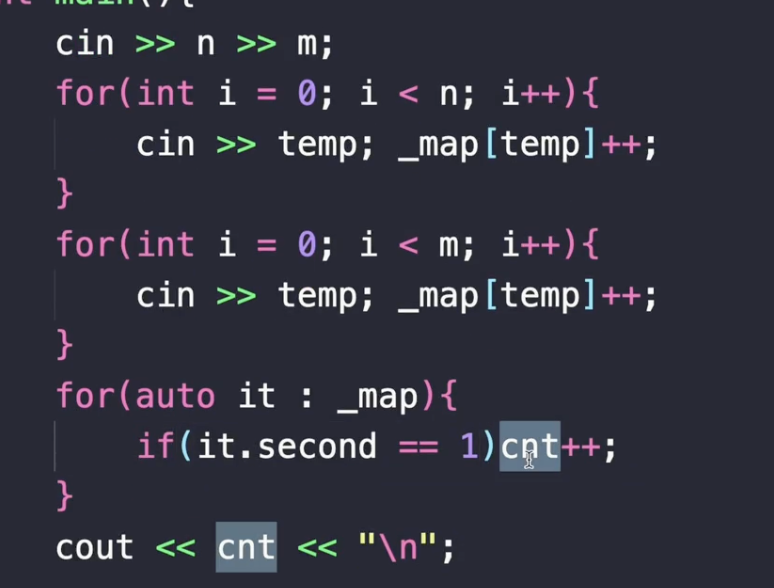 main(){
cin >> n >> m;
for(int i = 0; i < n; i++){
cin >> temp; _map[temp]++;
}
for(int i = 0; i < m; i++){
cin >> temp; _map[temp]++;
}
for(auto it : _map){
if(it.second == 1)cnt++;
}
cout << cnt << "\n";